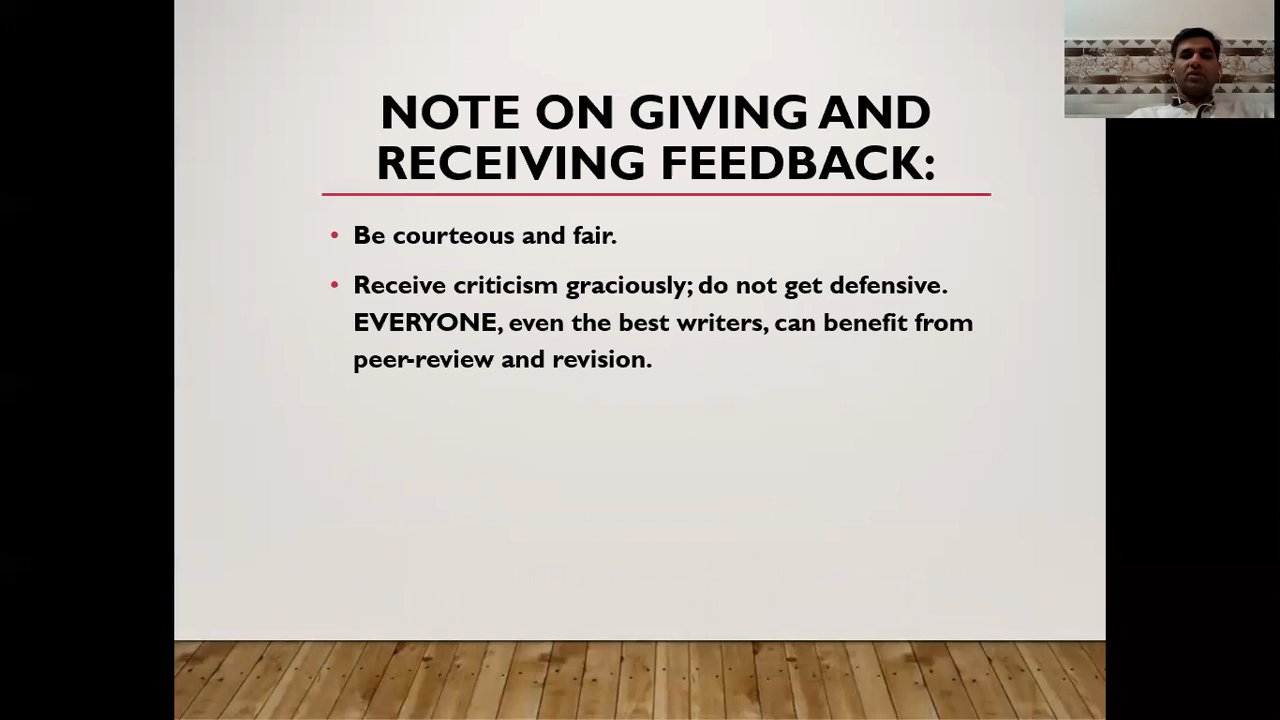 NOTE ON GIVING AND
RECEIVING FEEDBACK:
• Be courteous and fair.
• Receive criticism graciously; do not get defensive.
EVERYONE, even the best writers, can benefit from
peer-review and revision.